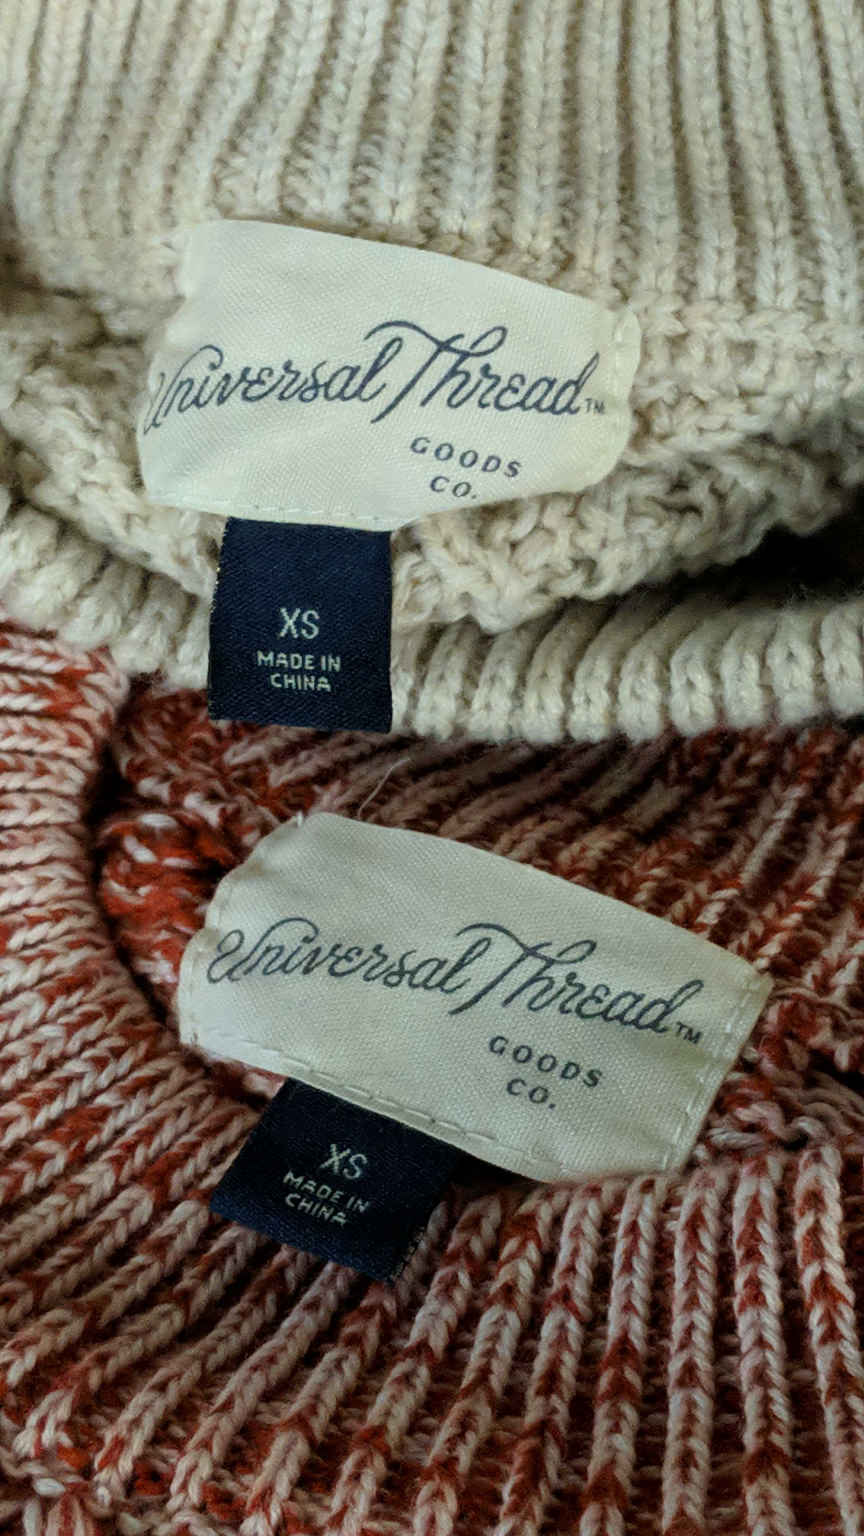 Universal Thread™
GOODS
CO.
XS
MADE IN
CHINA
Universal Thread™
GOODS
CO.
XS
MADE IN
CHINA